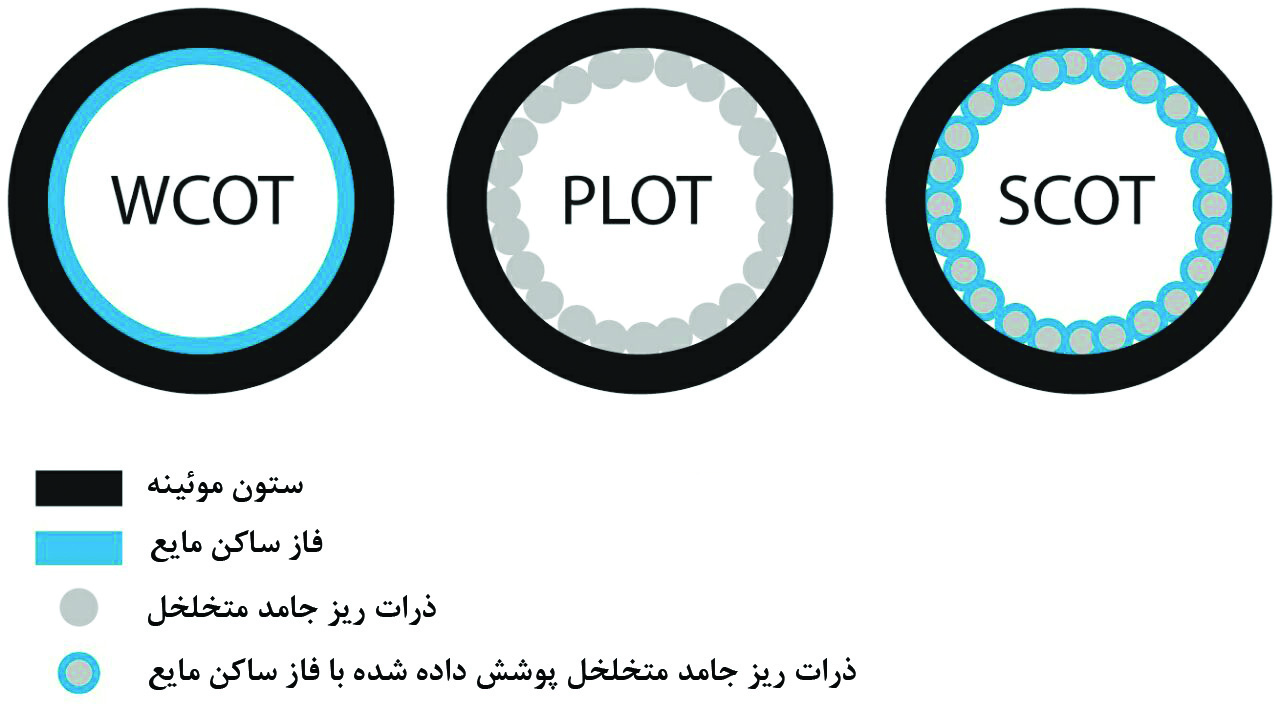 WCOT
PLOT
SCOT
ستون موئینه
فاز ساکن مایع
ذرات ریز جامد متخلخل
ذرات ریز جامد متخلخل پوشش داده شده با فاز ساکن مایع